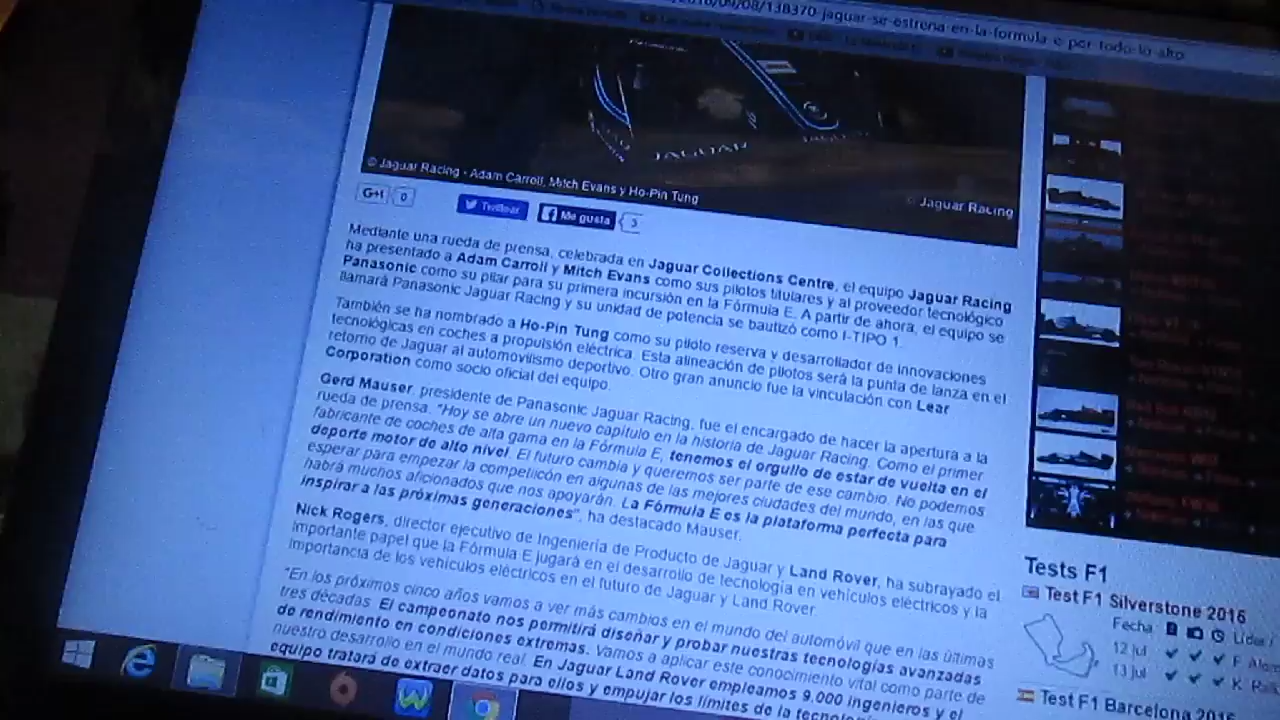 2016/09/08/138370-jaguar-se-estrena-en-la-formula-e-por-todo-lo-alto
JAGUAR
© Jaguar Racing - Adam Carroll, Mitch Evans y Ho-Pin Tung
© Jaguar Racing
G+1 0
Twittear
Me gusta 3
Mediante una rueda de prensa, celebrada en Jaguar Collections Centre, el equipo Jaguar Racing
ha presentado a Adam Carroll y Mitch Evans como sus pilotos titulares y al proveedor tecnológico
Panasonic como su pilar para su primera incursión en la Fórmula E. A partir de ahora, el equipo se
llamará Panasonic Jaguar Racing y su unidad de potencia se bautizó como I-TIPO 1.
También se ha nombrado a Ho-Pin Tung como su piloto reserva y desarrollador de innovaciones
tecnológicas en coches a propulsión eléctrica. Esta alineación de pilotos será la punta de lanza en el
retorno de Jaguar al automovilismo deportivo. Otro gran anuncio fue la vinculación con Lear
Corporation como socio oficial del equipo.
Gerd Mauser, presidente de Panasonic Jaguar Racing, fue el encargado de hacer la apertura a la
rueda de prensa. "Hoy se abre un nuevo capítulo en la historia de Jaguar Racing. Como el primer
fabricante de coches de alta gama en la Fórmula E, tenemos el orgullo de estar de vuelta en el
deporte motor de alto nivel. El futuro cambia y queremos ser parte de ese cambio. No podemos
esperar para empezar la competición en algunas de las mejores ciudades del mundo, en las que
habrá muchos aficionados que nos apoyarán. La Fórmula E es la plataforma perfecta para
inspirar a las próximas generaciones", ha destacado Mauser.
Nick Rogers, director ejecutivo de Ingeniería de Producto de Jaguar y Land Rover, ha subrayado el
importante papel que la Fórmula E jugará en el desarrollo de tecnología en vehículos eléctricos y la
importancia de los vehículos eléctricos en el futuro de Jaguar y Land Rover.
"En los próximos cinco años vamos a ver más cambios en el mundo del automóvil que en las últimas
tres décadas. El campeonato nos permitirá diseñar y probar nuestras tecnologías avanzadas
de rendimiento en condiciones extremas. Vamos a aplicar este conocimiento vital como parte de
nuestro desarrollo en el mundo real. En Jaguar Land Rover empleamos 9.000 ingenieros y el
equipo tratará de extraer datos para ellos y empujar los límites de la
Tests F1
Test F1 Silverstone 2016
Fecha Líder /
12 jul F. Alo
13 jul K.
Test F1 Barcelona 2016